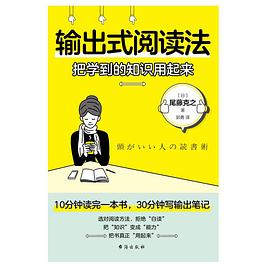 输出式阅读法
把学到的知识用起来
[日]
尾藤克之
著
郭勇 译
頭がいい人の読書術
10分钟读完一本书，30分钟写输出笔记
选对阅读方法，拒绝“白读”
把“知识”变成“能力”
把书真正“用起来”
台海出版社